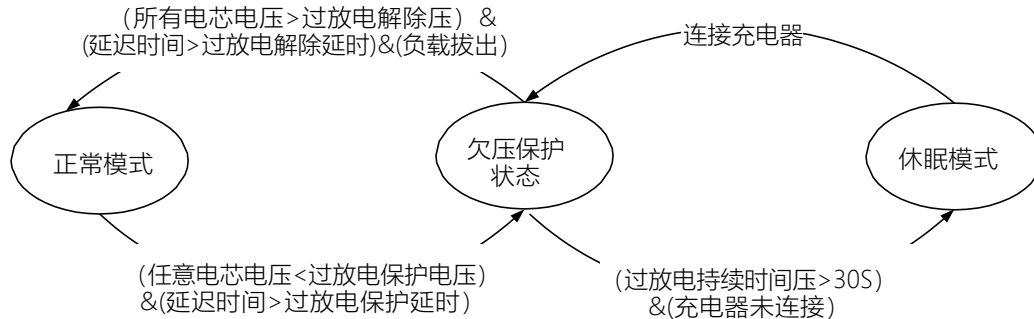 （所有电芯电压>过放电解除压）&
(延迟时间>过放电解除延时)&(负载拔出）
连接充电器
正常模式
欠压保护
状态
休眠模式
（任意电芯电压<过放电保护电压）
&(延迟时间>过放电保护延时）
（过放电持续时间压>30S）
&(充电器未连接）